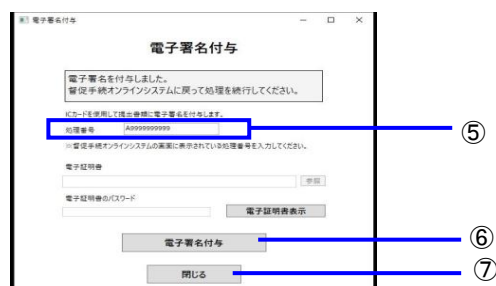 電子署名付与
電子署名付与
電子署名を付与しました。
督促手続オンラインシステムに戻って処理を続行してください。
ICカードを使用して提出書類に電子署名を付与します。
処理番号 A9999999999
⑤
※督促手続オンラインシステムの画面に表示されている処理番号を入力してください。
電子証明書
参照
電子証明書のパスワード
電子証明書表示
電子署名付与
⑥
閉じる
⑦